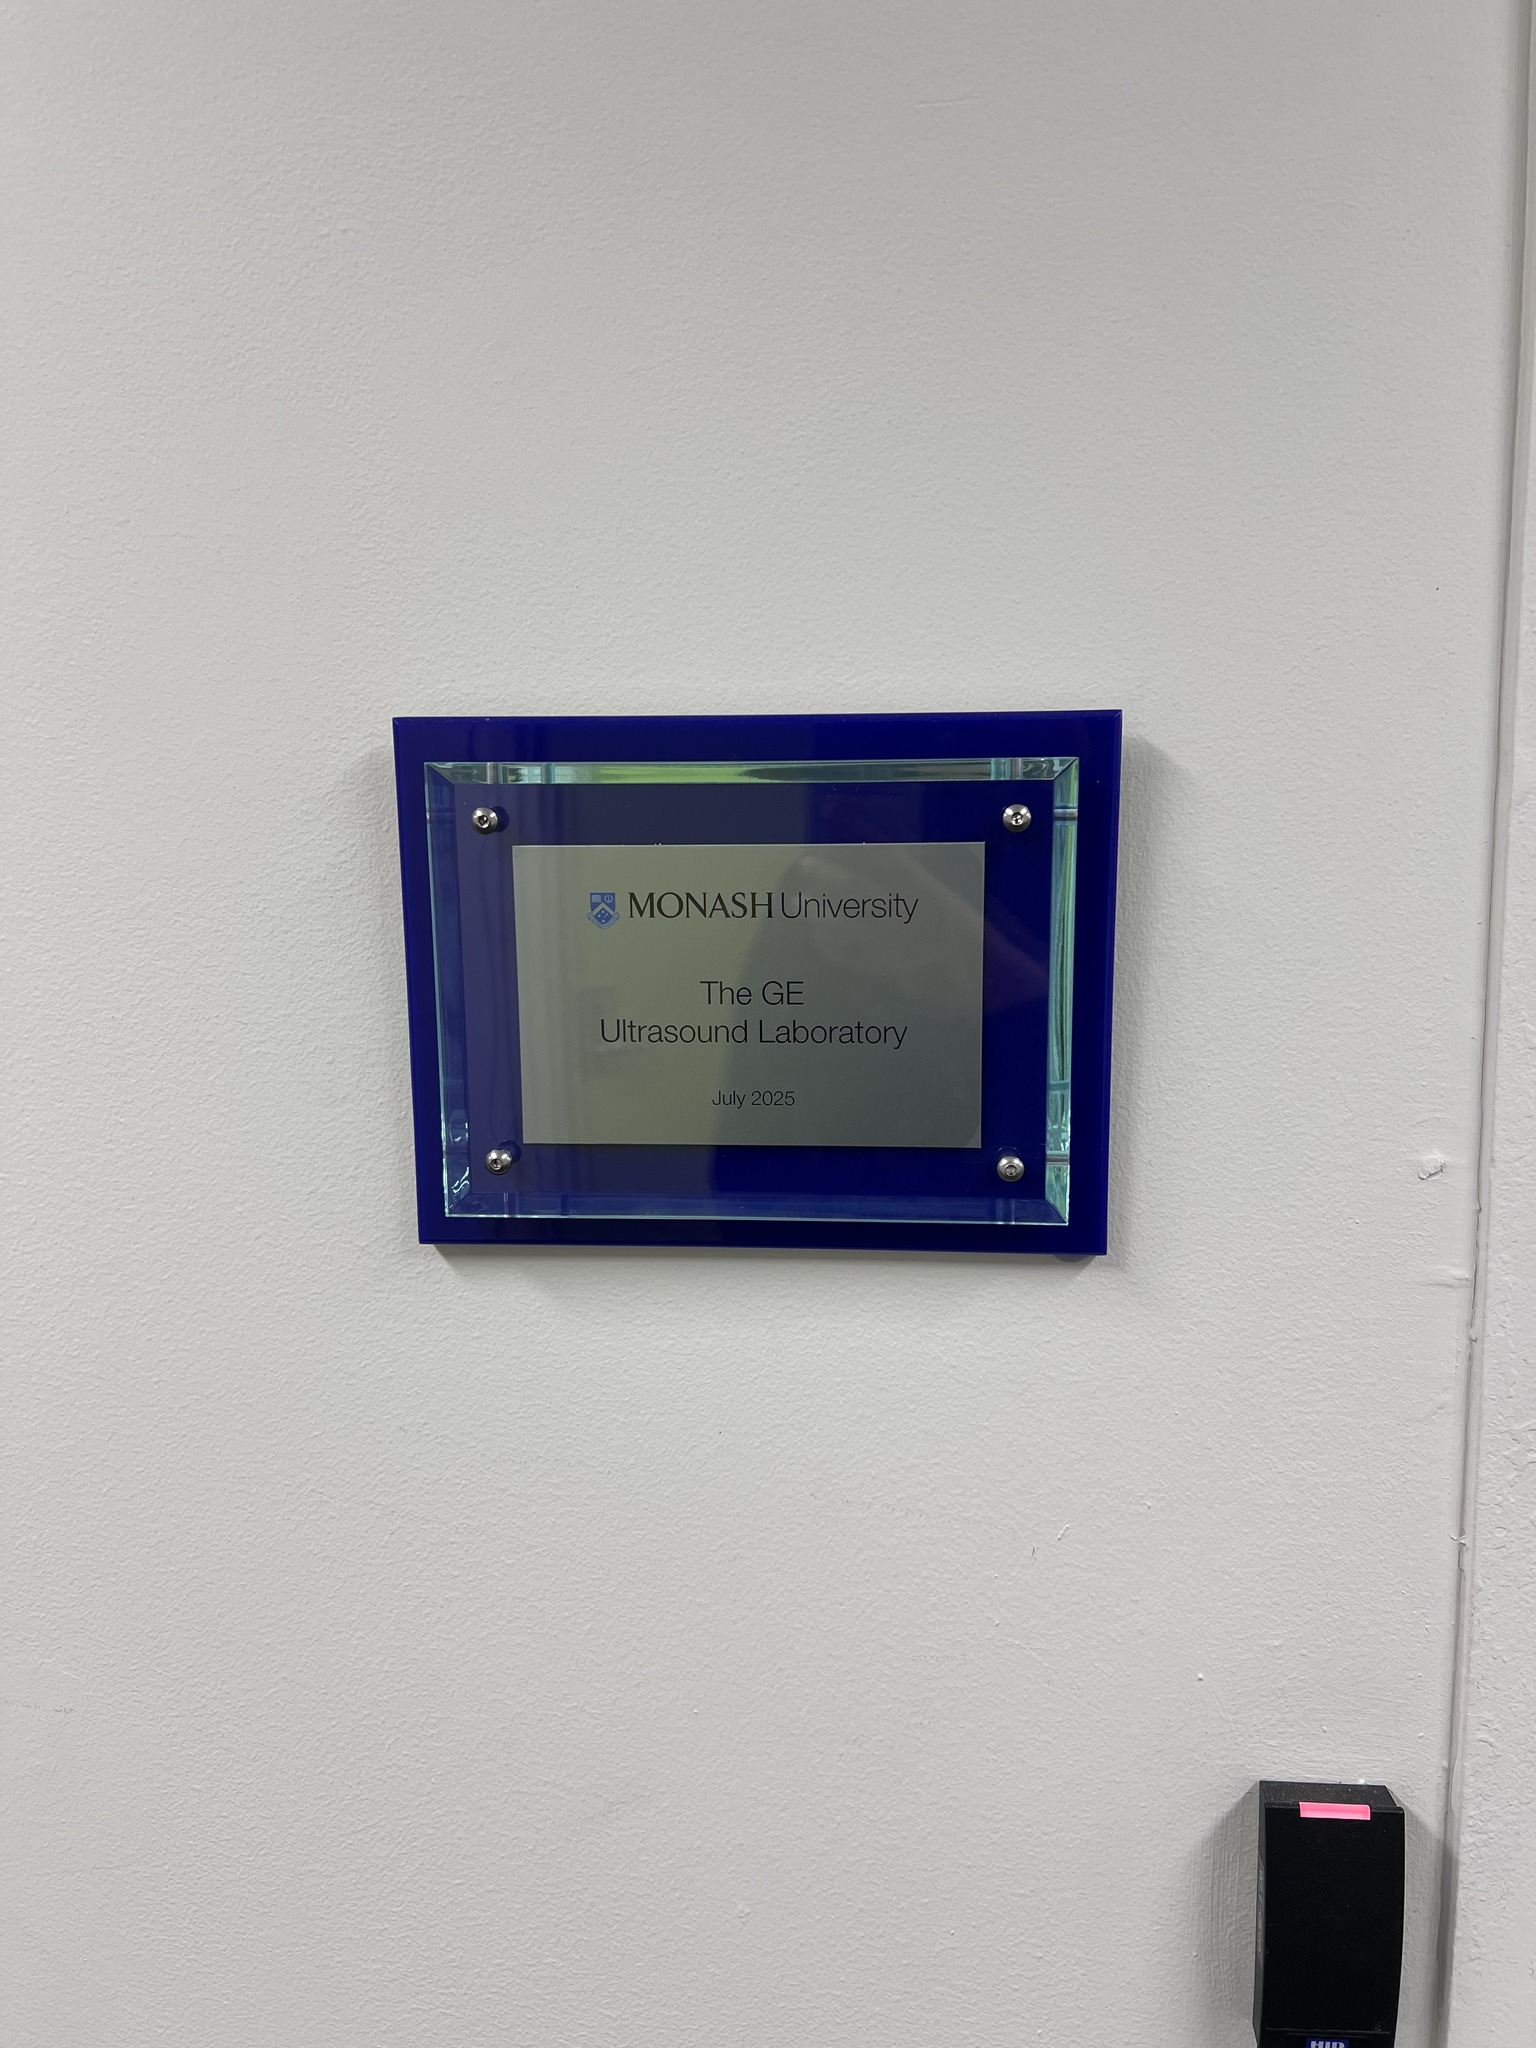 MONASH University
The GE
Ultrasound Laboratory
July 2025
HID